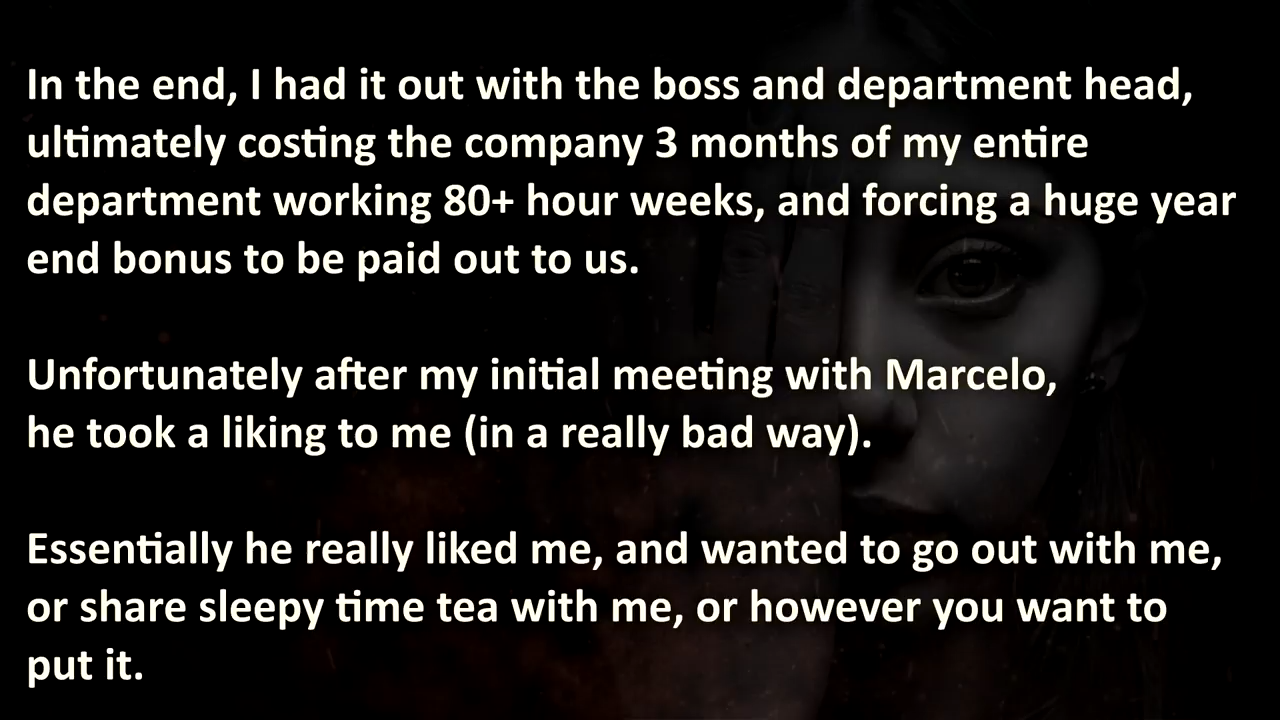 In the end, I had it out with the boss and department head,
ultimately costing the company 3 months of my entire
department working 80+ hour weeks, and forcing a huge year
end bonus to be paid out to us.
Unfortunately after my initial meeting with Marcelo,
he took a liking to me (in a really bad way).
Essentially he really liked me, and wanted to go out with me,
or share sleepy time tea with me, or however you want to
put it.